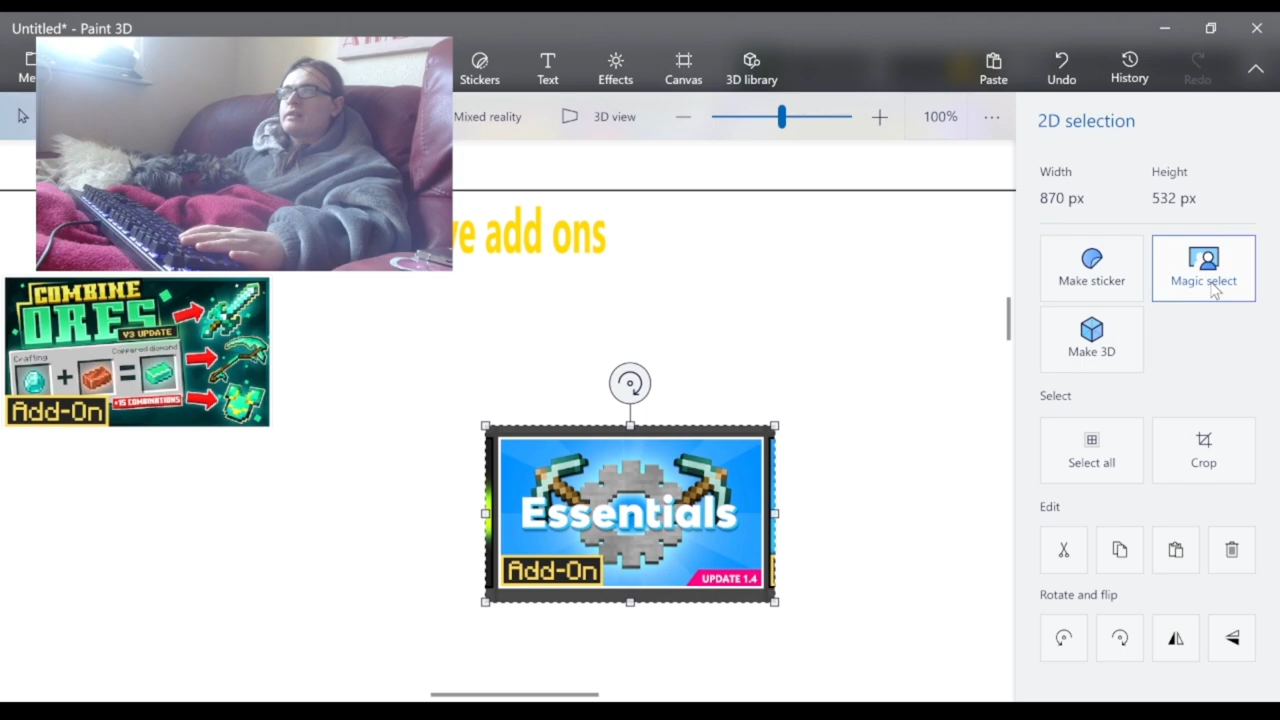 Untitled* - Paint 3D
Me
Stickers
Text
Effects
Canvas
3D library
Paste
Undo
History
Redo
Mixed reality
3D view
100%
2D selection
Width
Height
870 px
532 px
Make sticker
Magic select
Make 3D
Select
Select all
Crop
Edit
Rotate and flip
ve add ons
COMBINE
ORES
V3 UPDATE
Crafting
Coppered diamond
+
=
+15 COMBINATIONS
Add-On
Essentials
Add-On
UPDATE 1.4